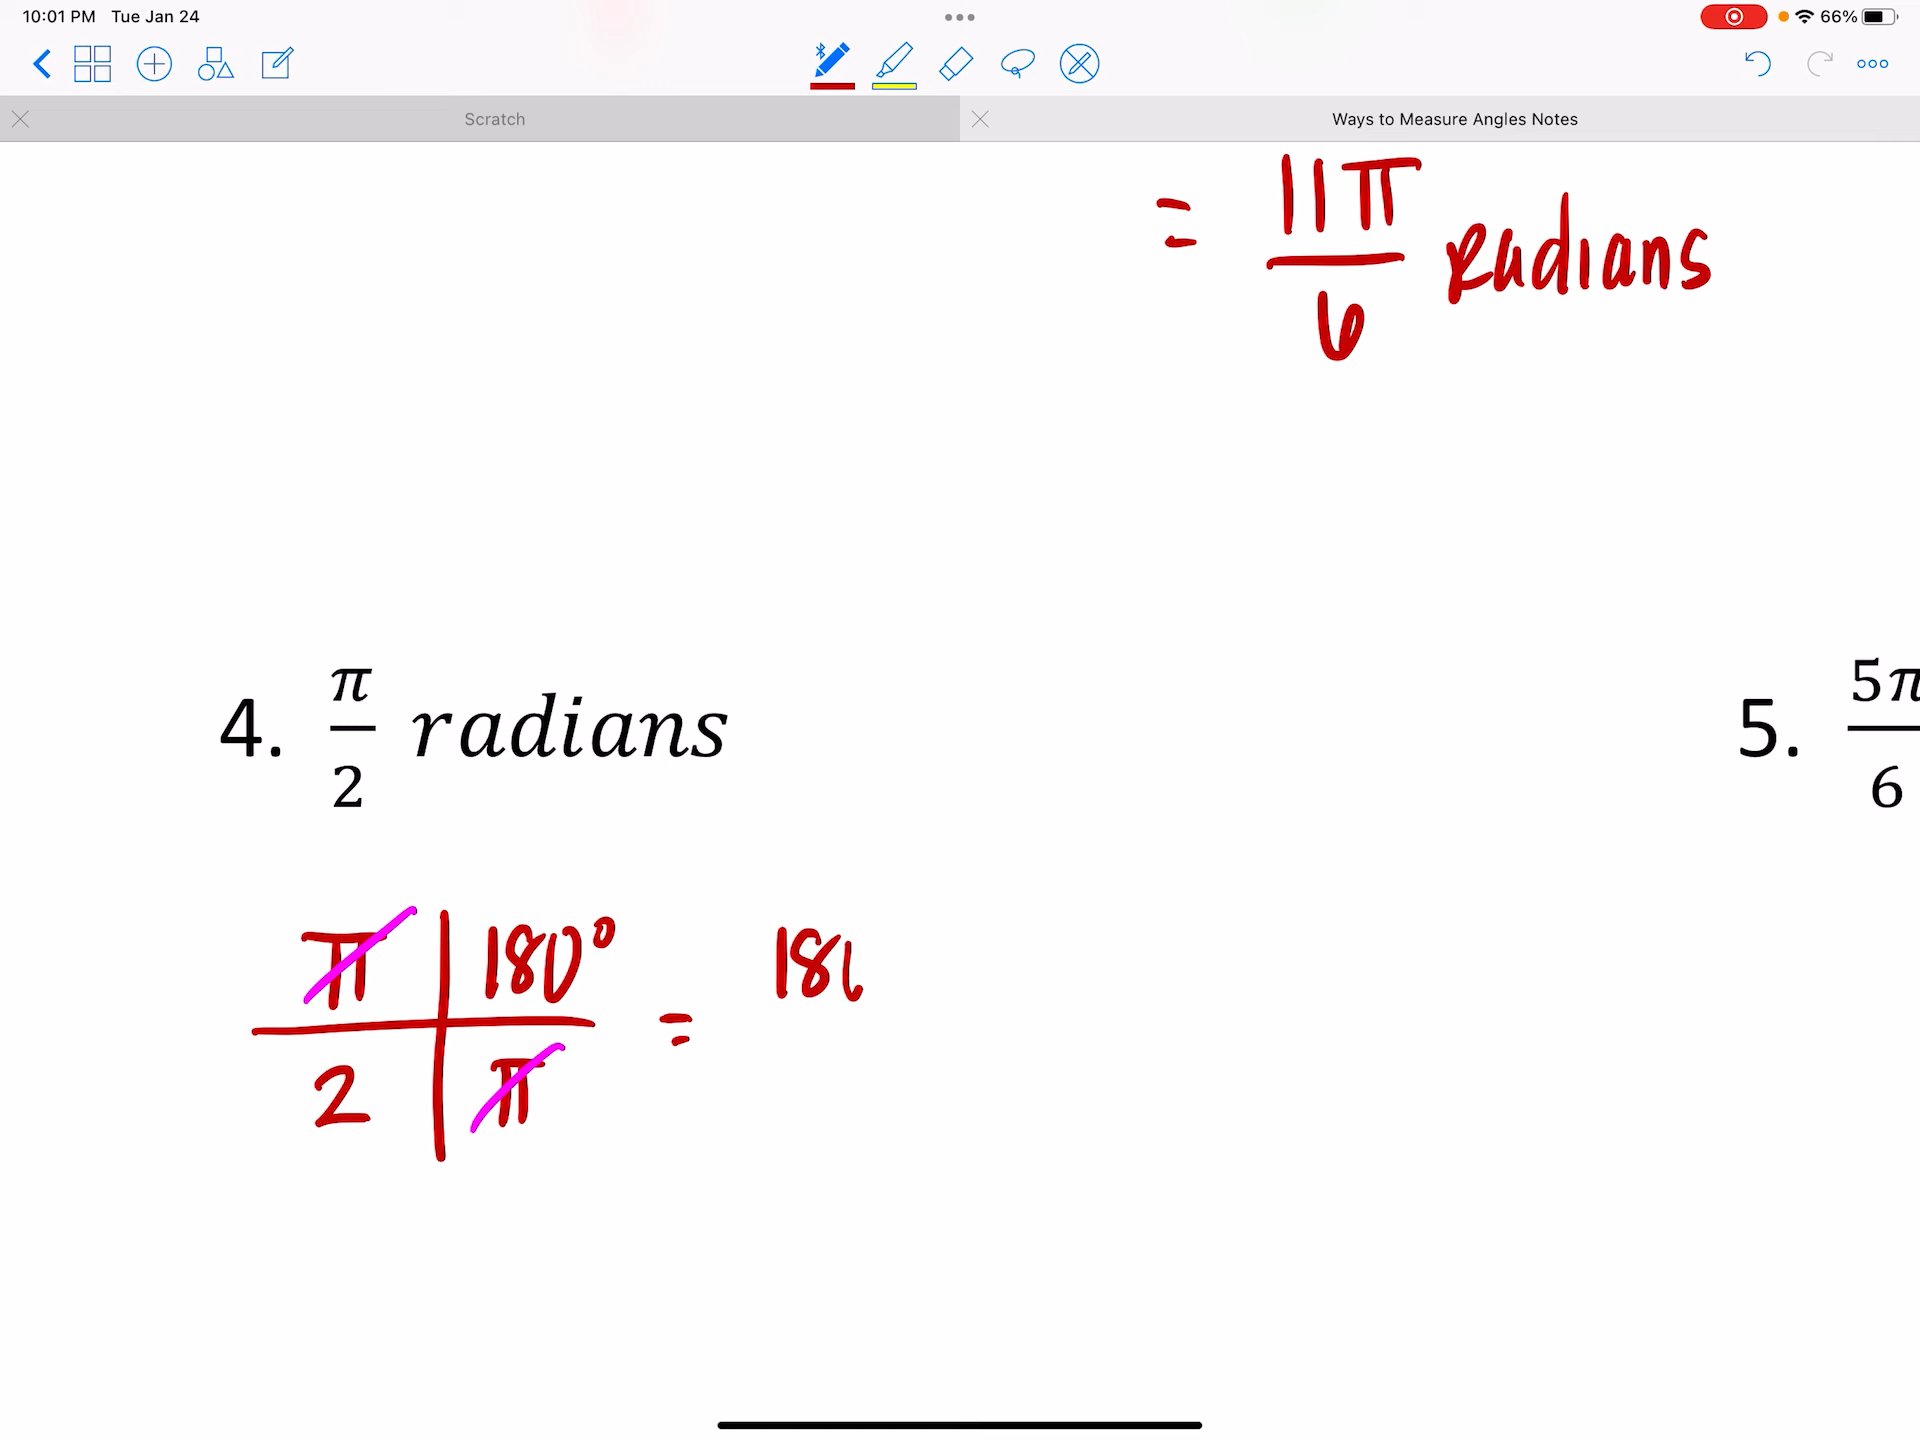 10:01 PM Tue Jan 24
66%
Scratch
Ways to Measure Angles Notes
= 11π/6 radians
4. π/2 radians
5. 5π/6
π | 180° = 18
2 | π